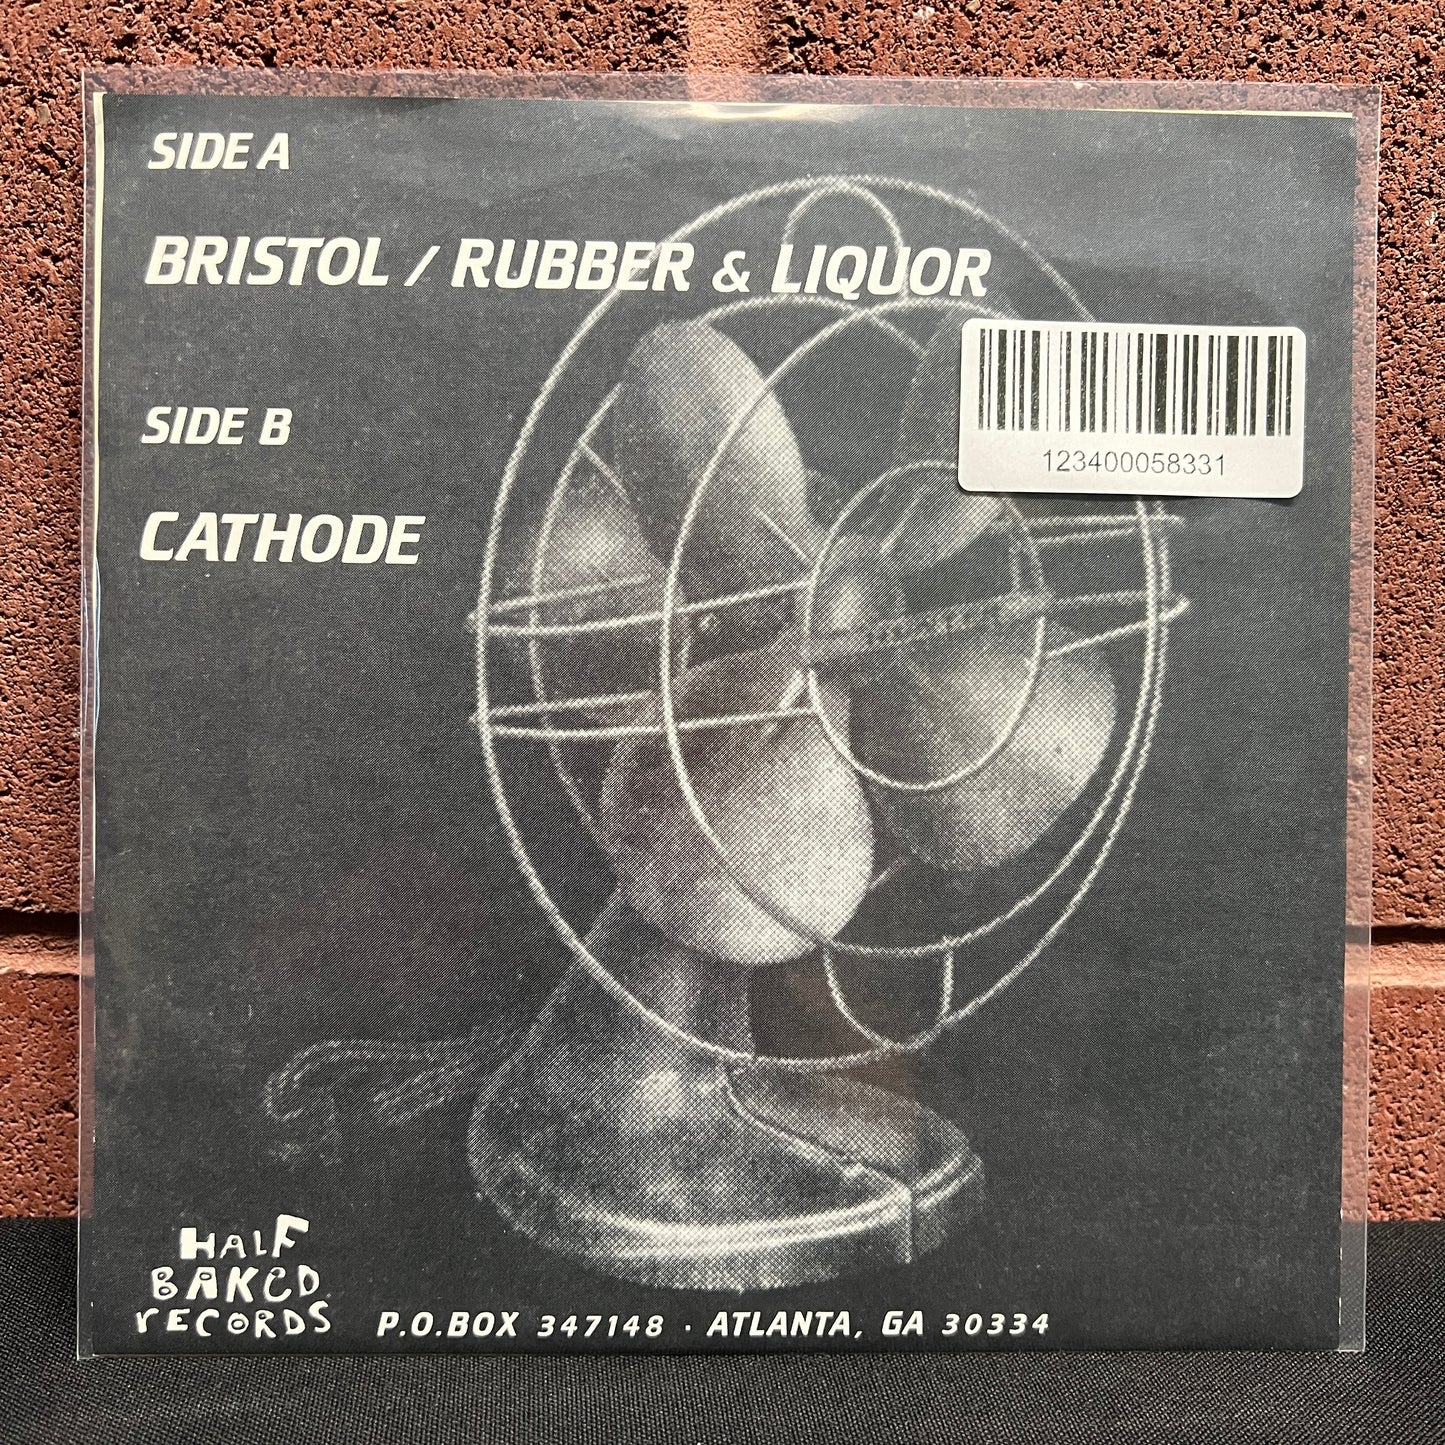 SIDE A
BRISTOL / RUBBER & LIQUOR
123400058331
SIDE B
CATHODE
HALF
BAKED
RECORDS
P.O.BOX 347148 · ATLANTA, GA 30334